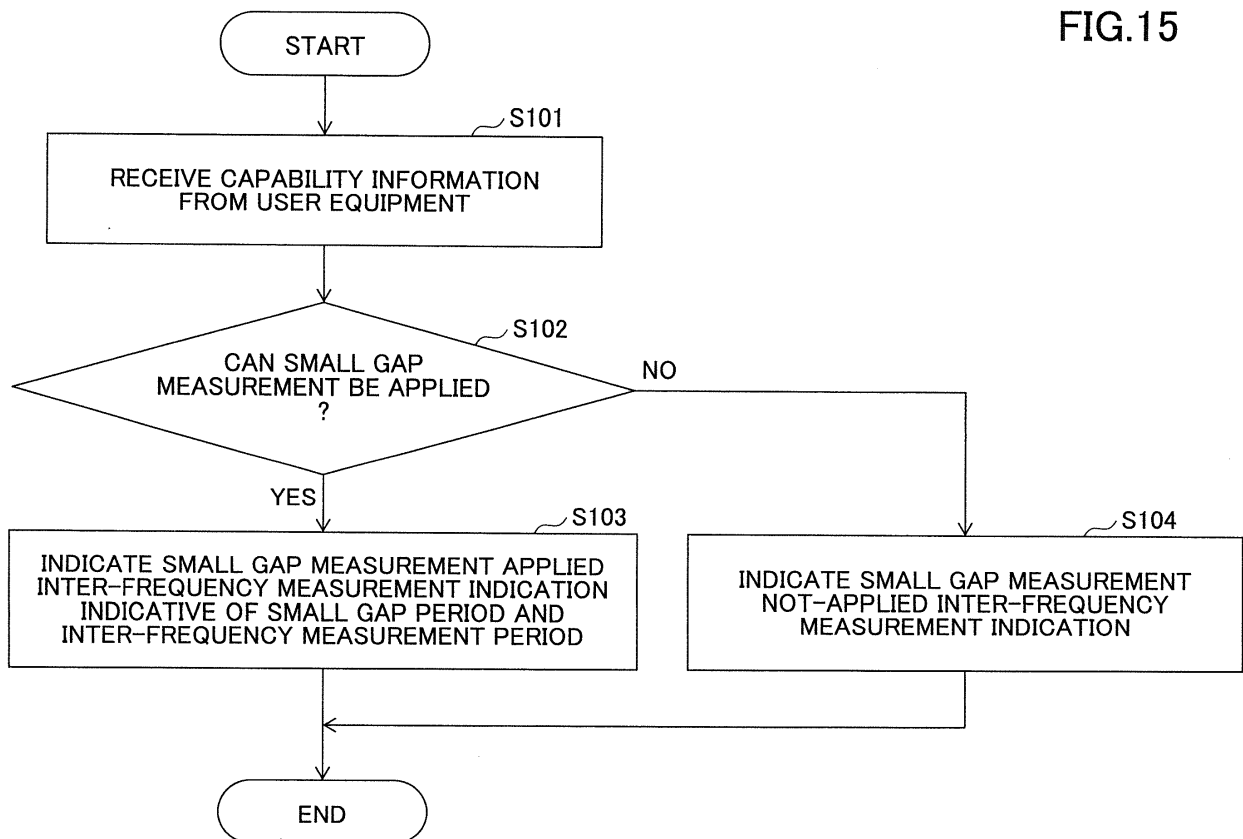 FIG.15
START
S101
RECEIVE CAPABILITY INFORMATION
FROM USER EQUIPMENT
S102
CAN SMALL GAP
MEASUREMENT BE APPLIED
?
NO
YES
S103
INDICATE SMALL GAP MEASUREMENT APPLIED
INTER-FREQUENCY MEASUREMENT INDICATION
INDICATIVE OF SMALL GAP PERIOD AND
INTER-FREQUENCY MEASUREMENT PERIOD
S104
INDICATE SMALL GAP MEASUREMENT
NOT-APPLIED INTER-FREQUENCY
MEASUREMENT INDICATION
END